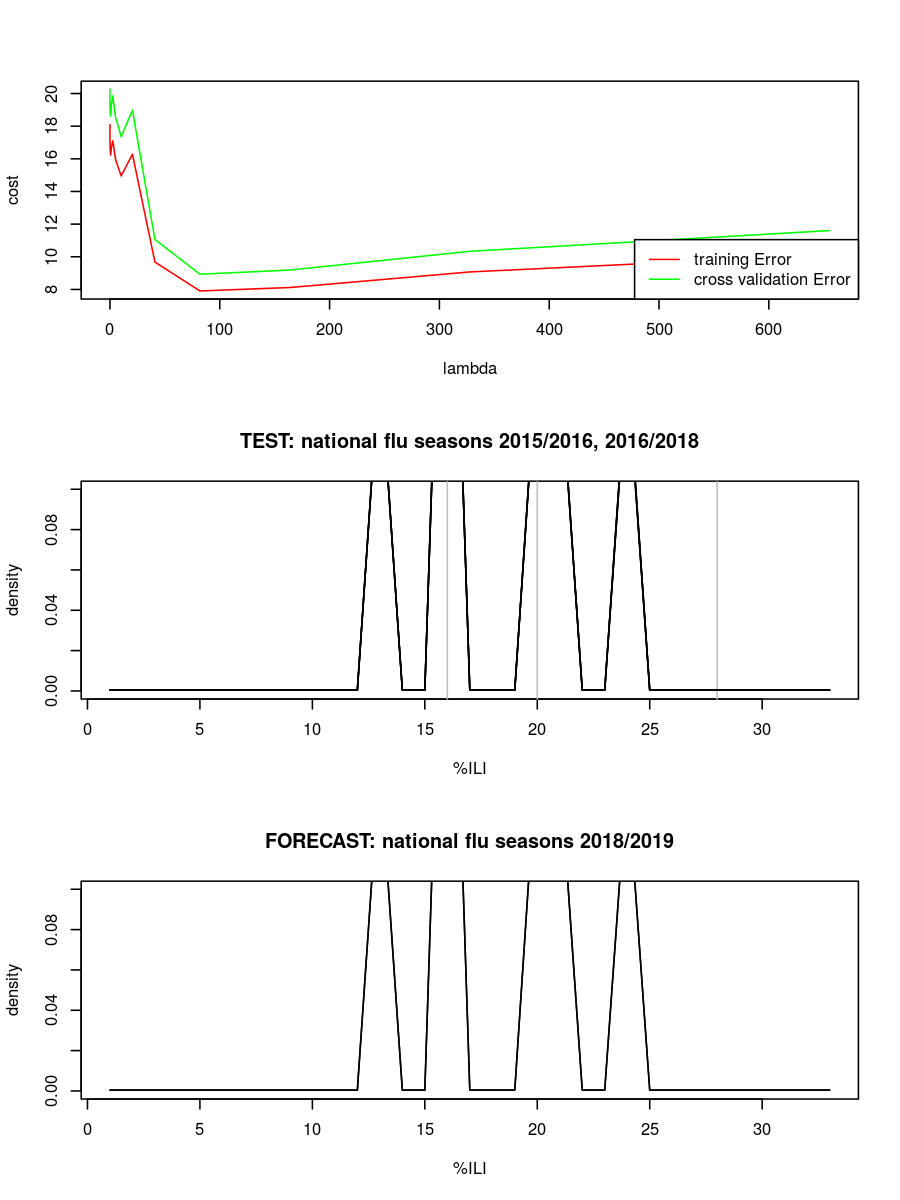 20
18
16
14
12
10
8
cost
training Error
cross validation Error
0 100 200 300 400 500 600
lambda
TEST: national flu seasons 2015/2016, 2016/2018
0.08
0.04
0.00
density
0 5 10 15 20 25 30
%ILI
FORECAST: national flu seasons 2018/2019
0.08
0.04
0.00
density
0 5 10 15 20 25 30
%ILI